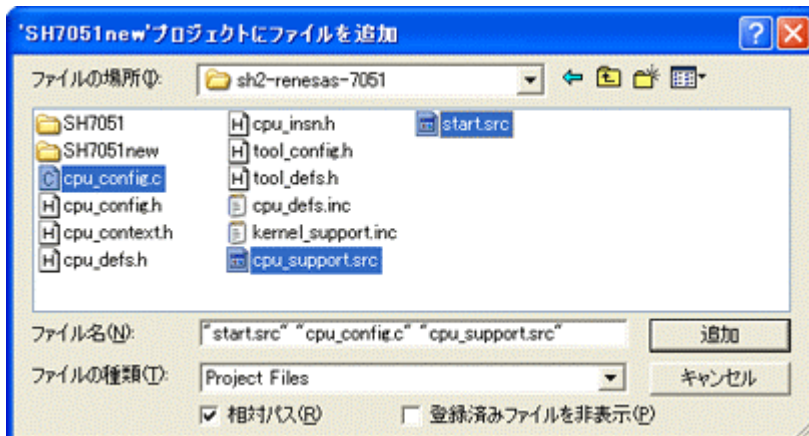 'SH7051new'プロジェクトにファイルを追加
ファイルの場所(I): sh2-renesas-7051
SH7051 cpu_insn.h start.src
SH7051new tool_config.h
cpu_config.c tool_defs.h
cpu_config.h cpu_defs.inc
cpu_context.h kernel_support.inc
cpu_defs.h cpu_support.src
ファイル名(N): "start.src" "cpu_config.c" "cpu_support.src" 追加
ファイルの種類(T): Project Files キャンセル
相対パス(R) 登録済みファイルを非表示(P)